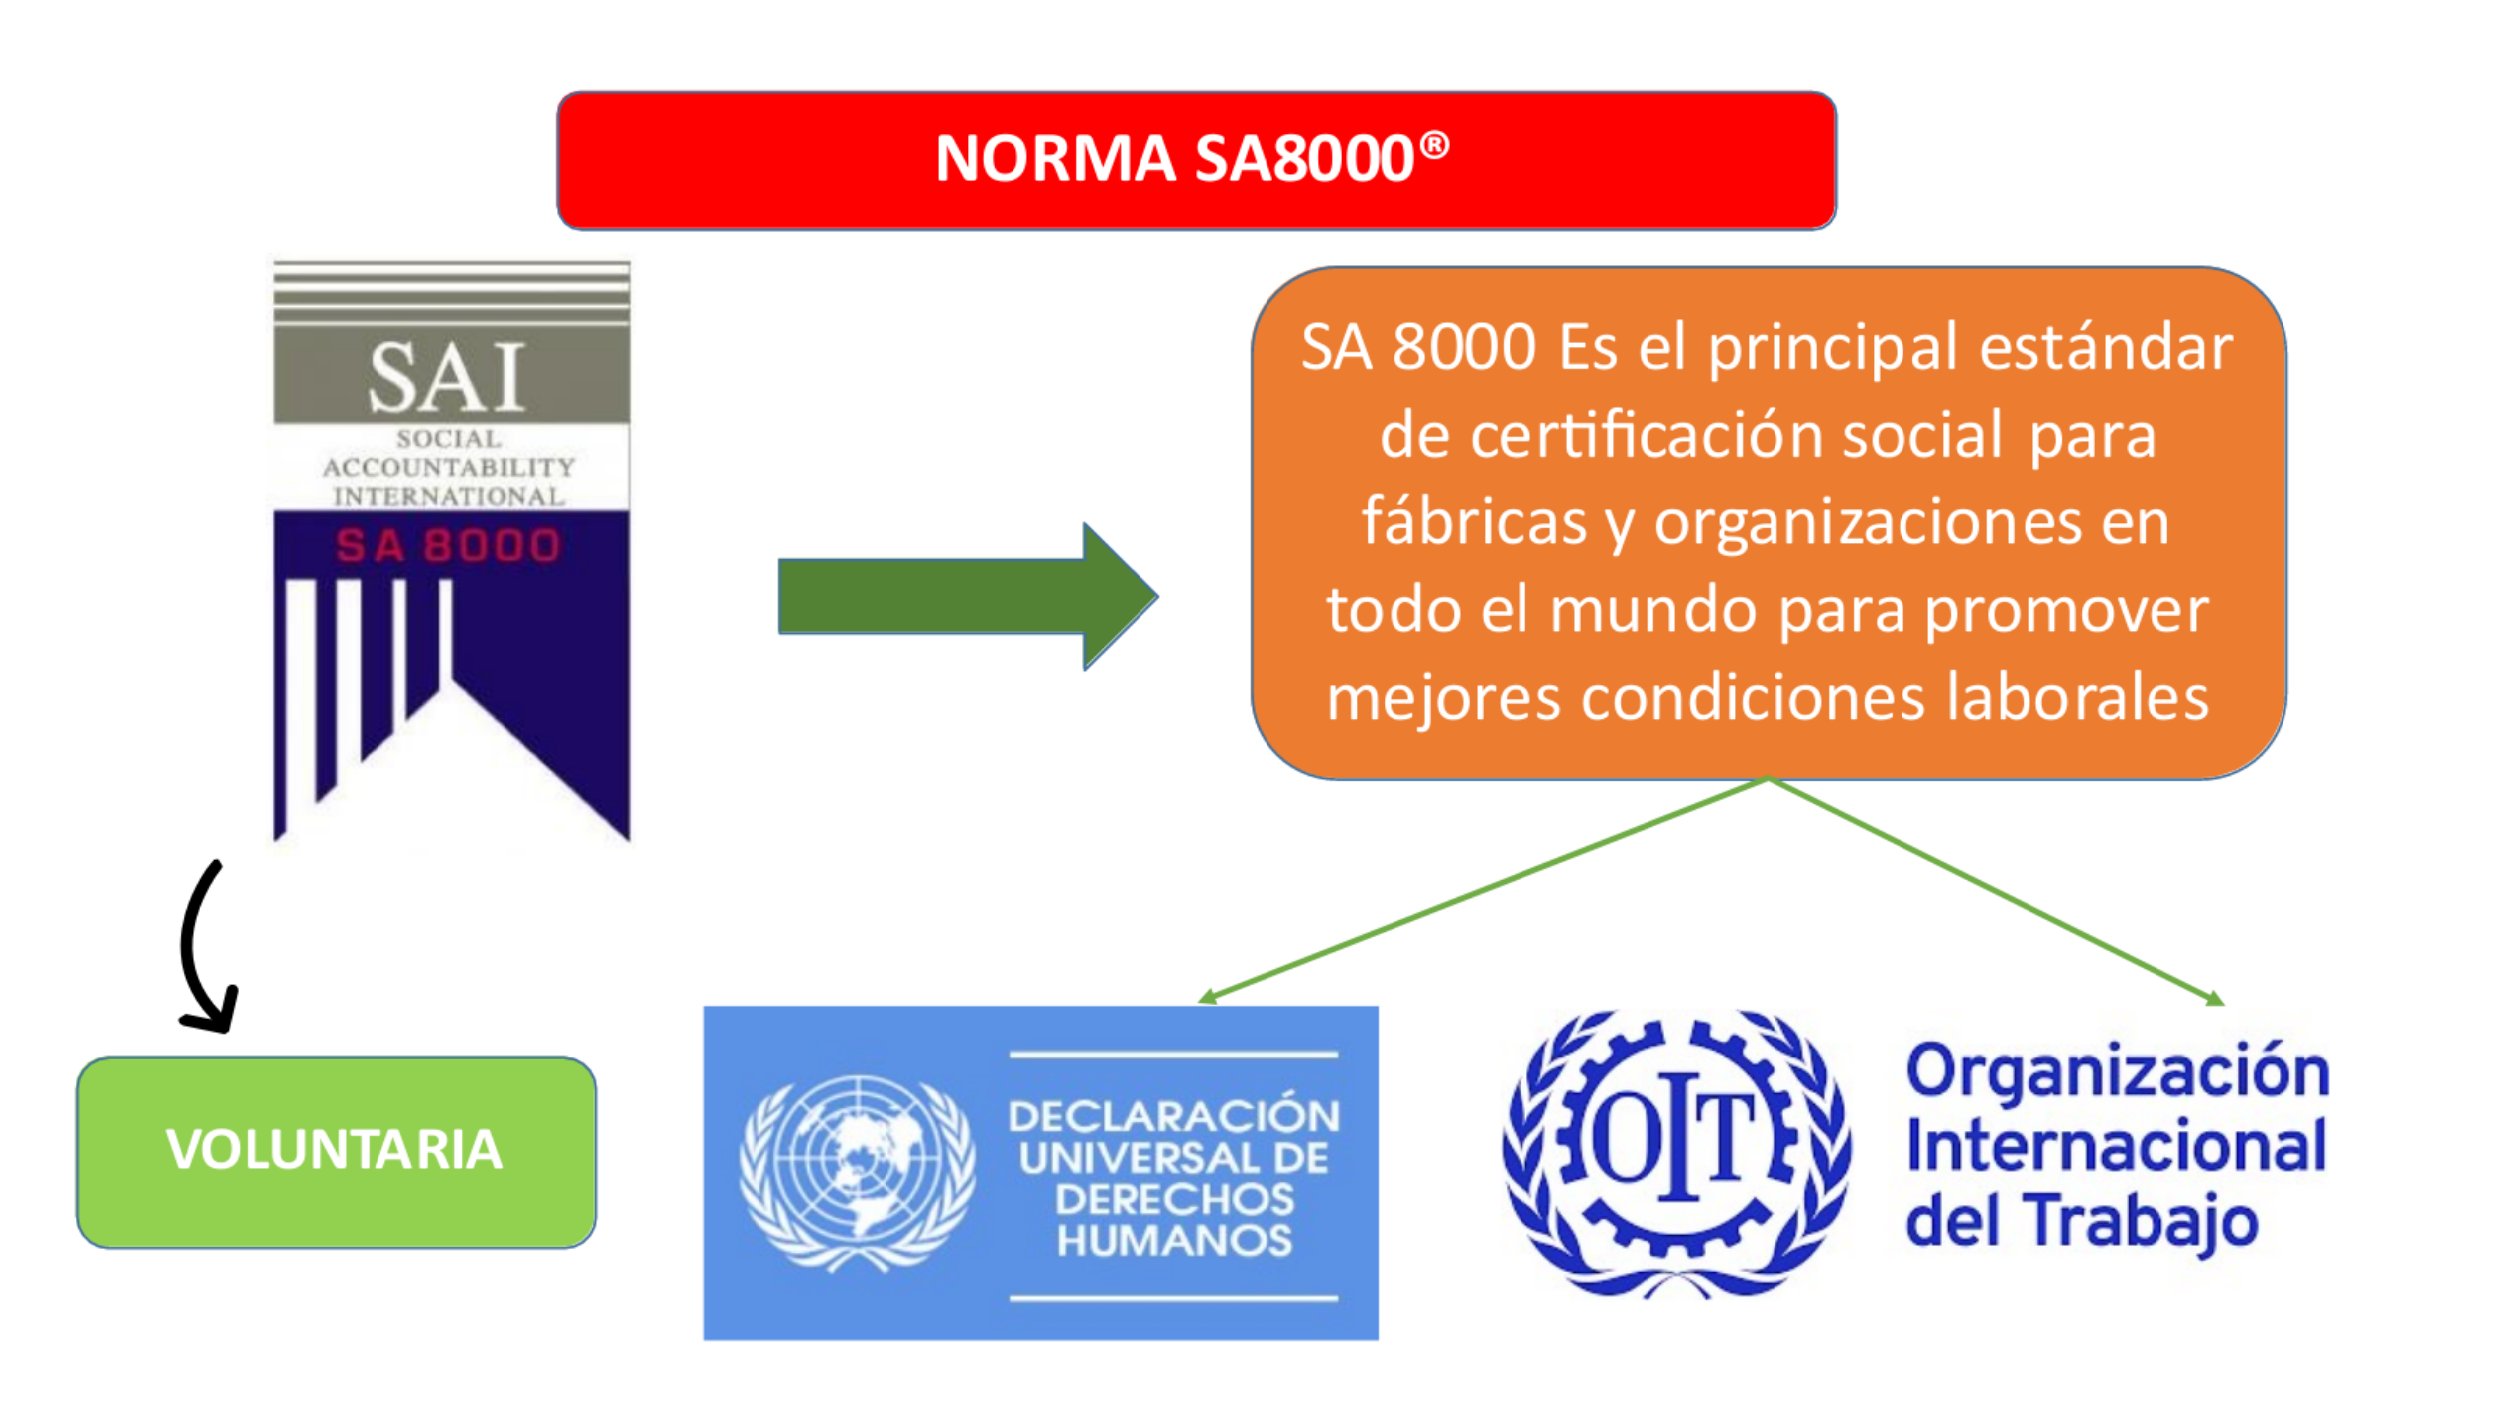 NORMA SA8000®
SAI
SOCIAL
ACCOUNTABILITY
INTERNATIONAL
SA 8000
SA 8000 Es el principal estándar
de certificación social para
fábricas y organizaciones en
todo el mundo para promover
mejores condiciones laborales
VOLUNTARIA
DECLARACIÓN
UNIVERSAL DE
DERECHOS
HUMANOS
OIT
Organización
Internacional
del Trabajo